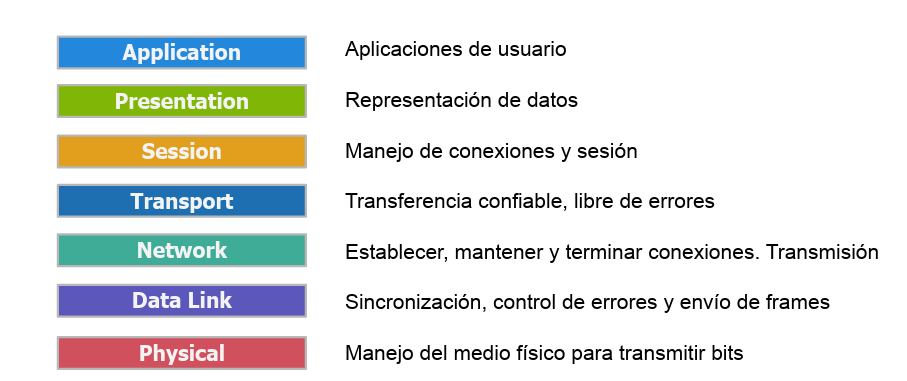 Application Aplicaciones de usuario
Presentation Representación de datos
Session Manejo de conexiones y sesión
Transport Transferencia confiable, libre de errores
Network Establecer, mantener y terminar conexiones. Transmisión
Data Link Sincronización, control de errores y envío de frames
Physical Manejo del medio físico para transmitir bits